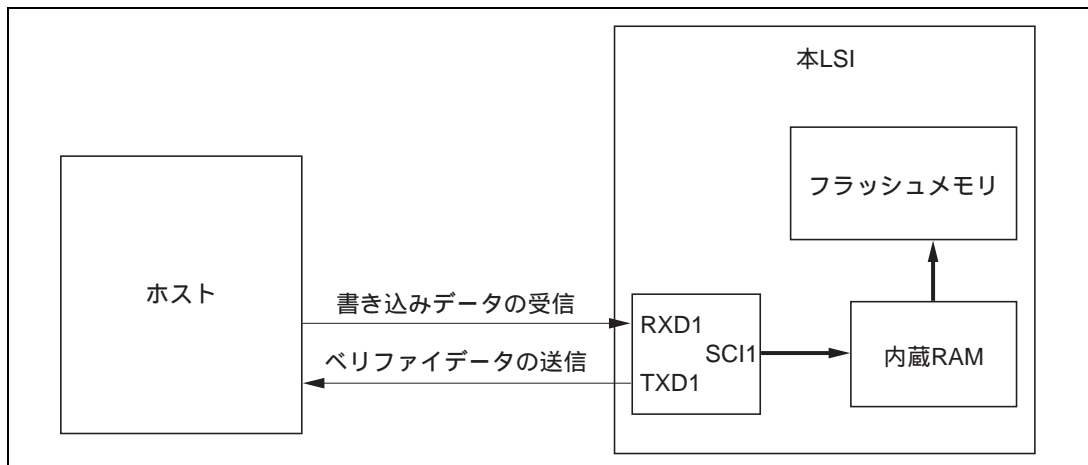 本LSI
フラッシュメモリ
ホスト
書き込みデータの受信
RXD1
SCI1
内蔵RAM
ベリファイデータの送信
TXD1